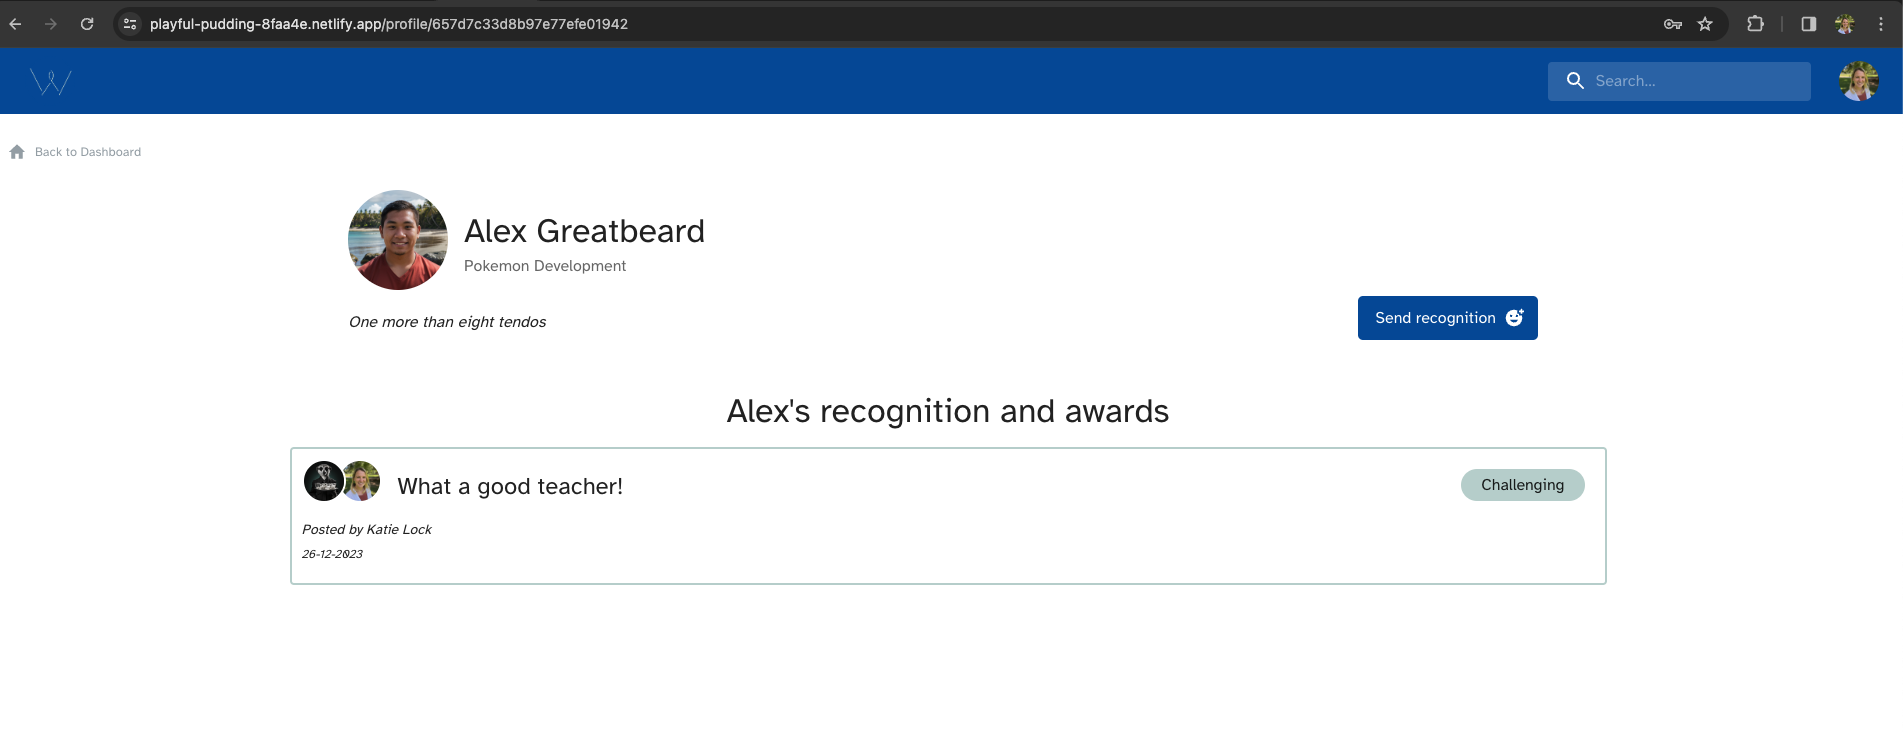 playful-pudding-8faa4e.netlify.app/profile/657d7c33d8b97e77efe01942
W
Search...
Back to Dashboard
Alex Greatbeard
Pokemon Development
One more than eight tendos
Send recognition
Alex's recognition and awards
What a good teacher!
Challenging
Posted by Katie Lock
26-12-2023